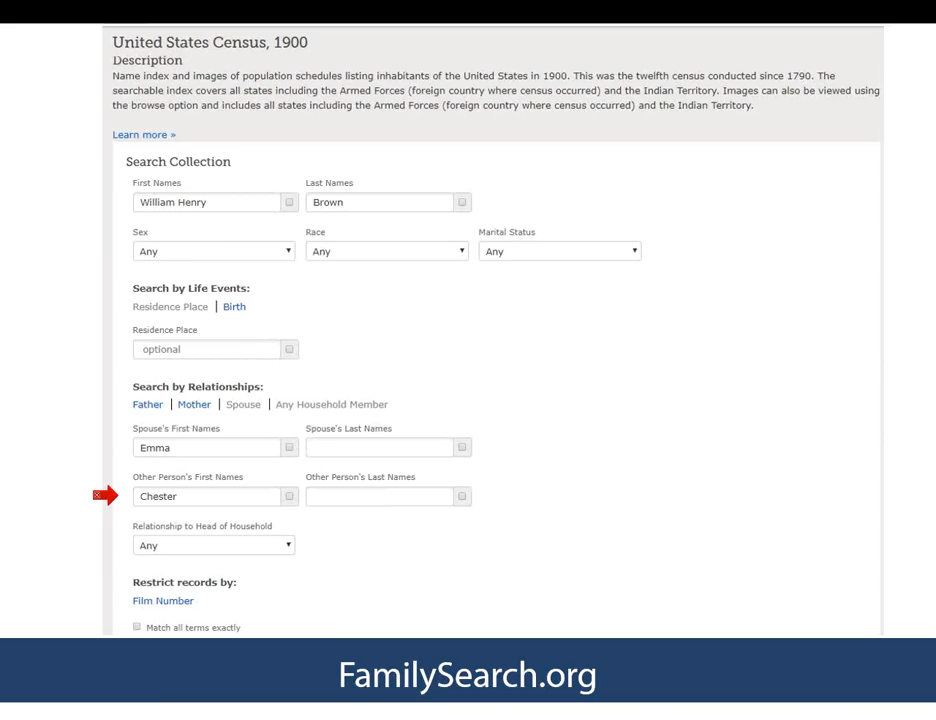 United States Census, 1900
Description
Name index and images of population schedules listing inhabitants of the United States in 1900. This was the twelfth census conducted since 1790. The
searchable index covers all states including the Armed Forces (foreign country where census occurred) and the Indian Territory. Images can also be viewed using
the browse option and includes all states including the Armed Forces (foreign country where census occurred) and the Indian Territory.
Learn more »
Search Collection
First Names Last Names
William Henry Brown
Sex Race Marital Status
Any Any Any
Search by Life Events:
Residence Place | Birth
Residence Place
optional
Search by Relationships:
Father | Mother | Spouse | Any Household Member
Spouse's First Names Spouse's Last Names
Emma
Other Person's First Names Other Person's Last Names
Chester
Relationship to Head of Household
Any
Restrict records by:
Film Number
Match all terms exactly
FamilySearch.org